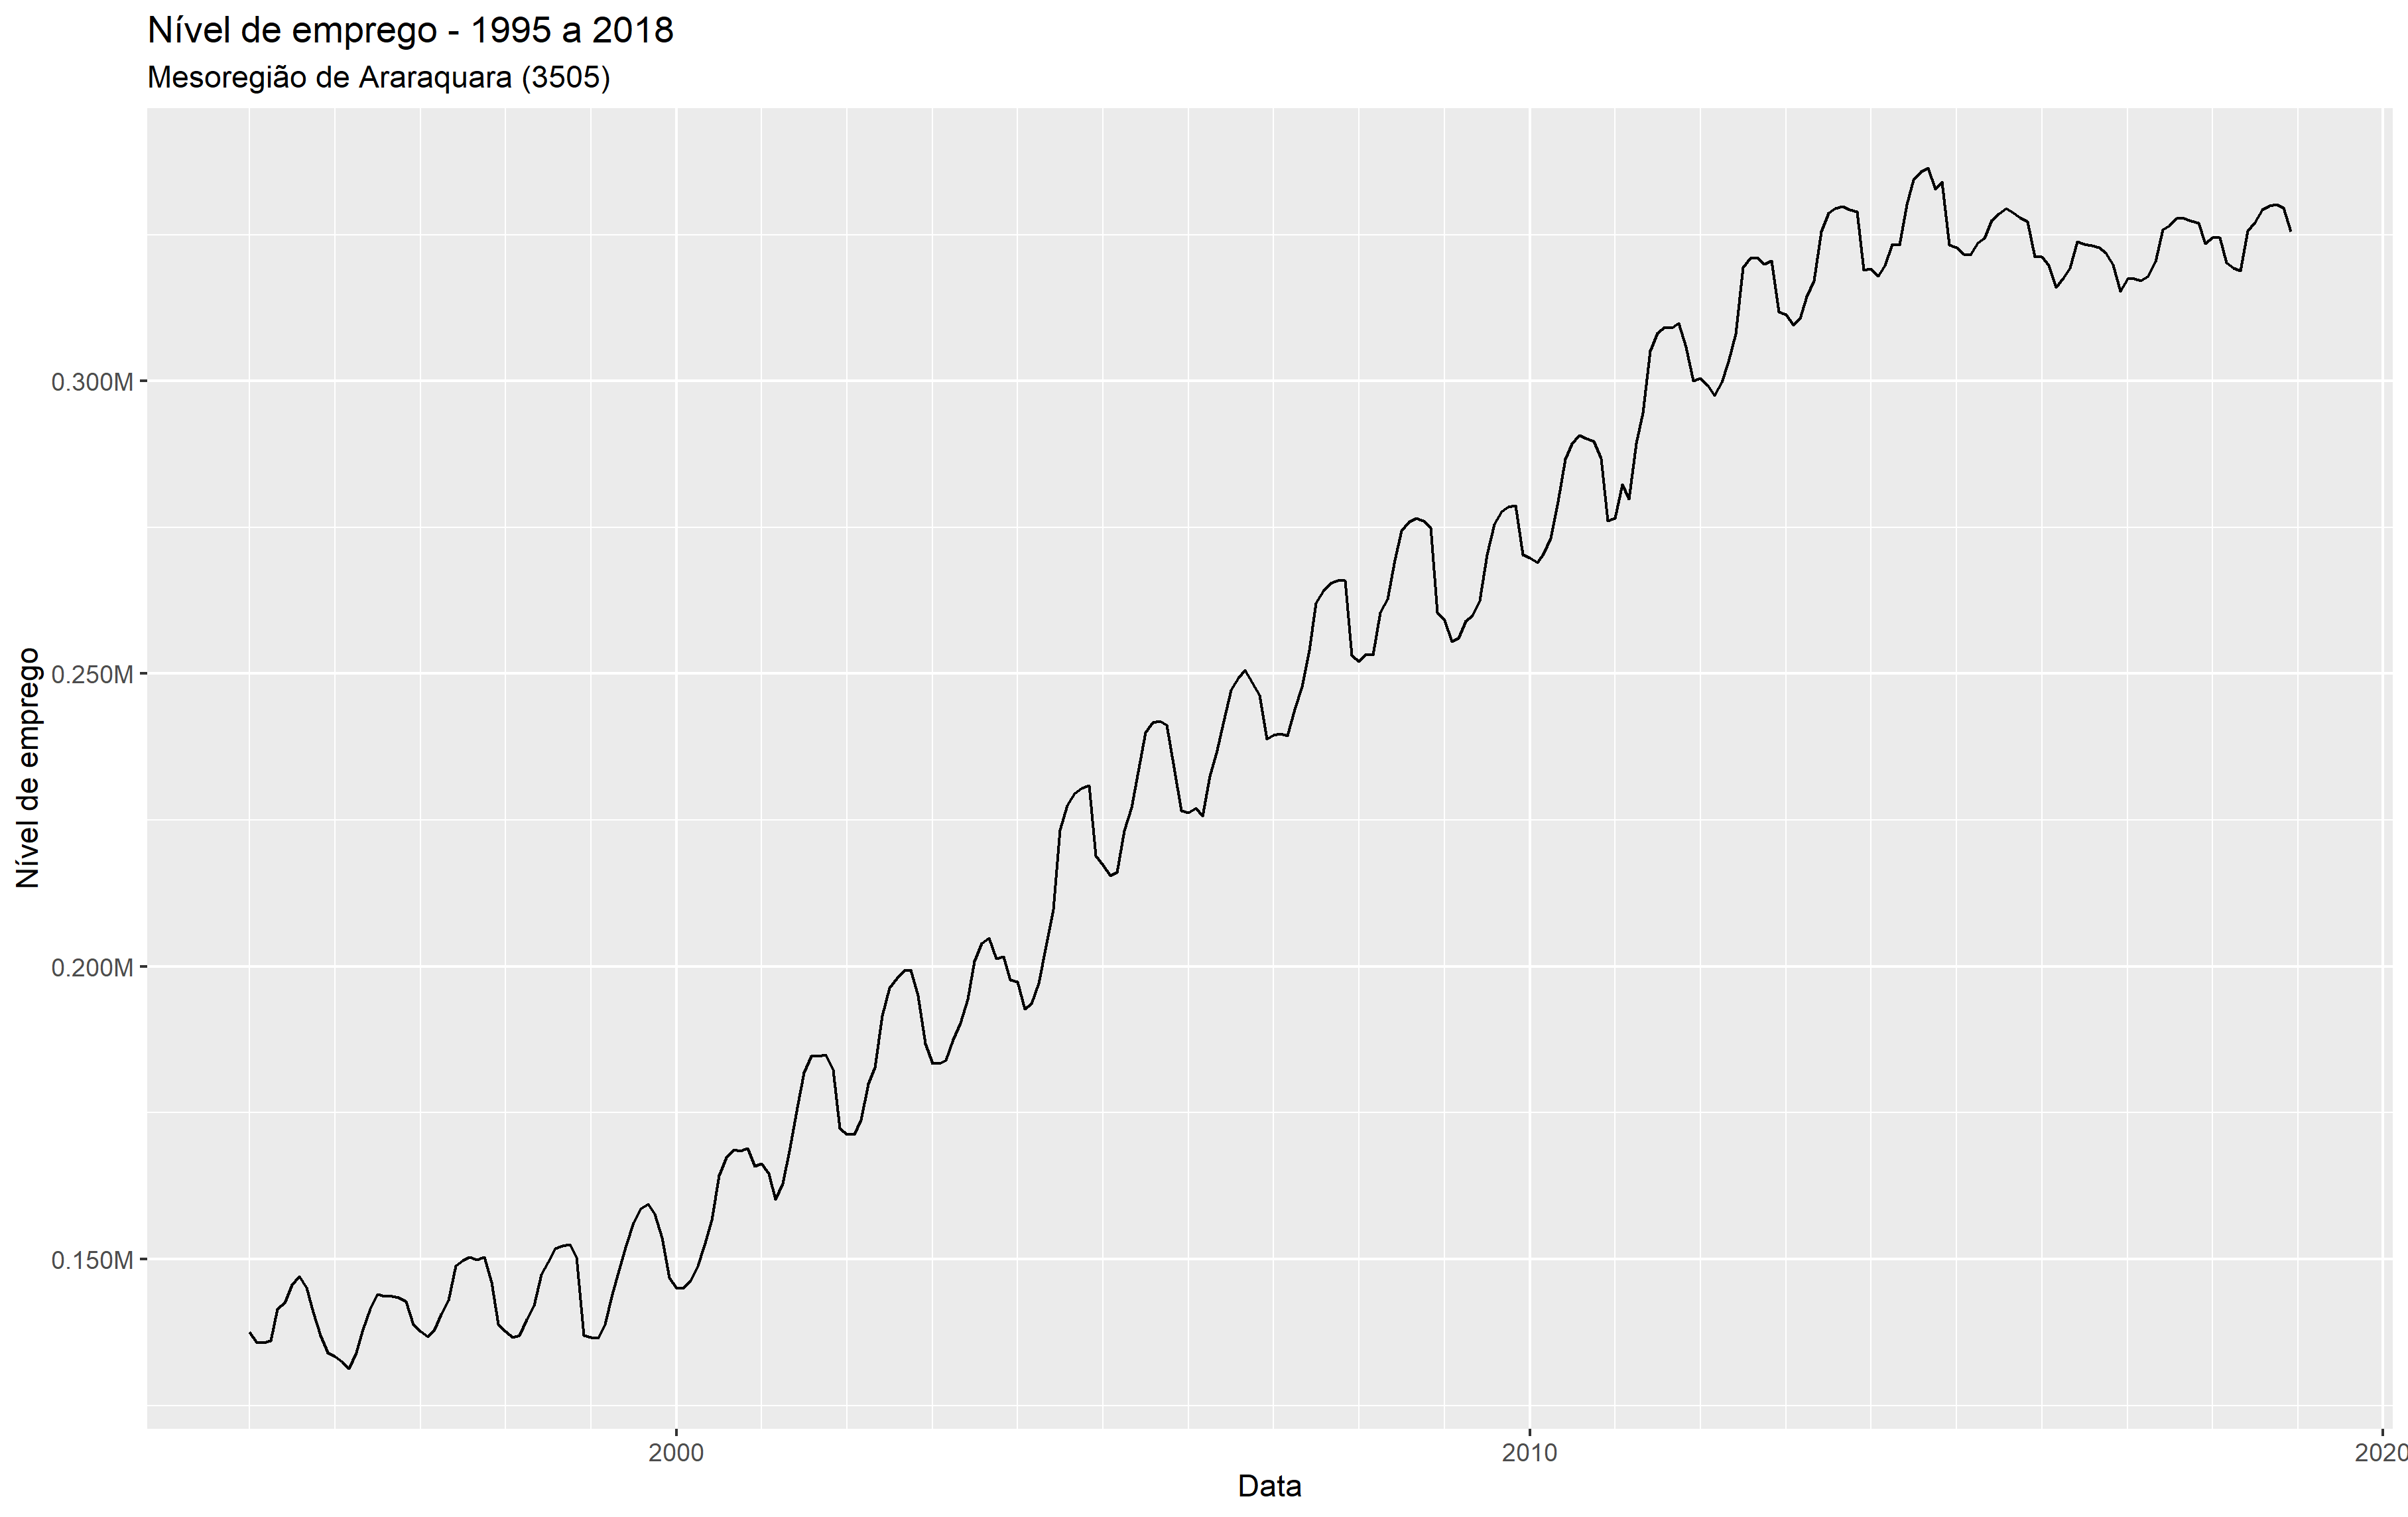 Nível de emprego - 1995 a 2018
Mesoregião de Araraquara (3505)
Nível de emprego
0.300M
0.250M
0.200M
0.150M
2000
2010
2020
Data